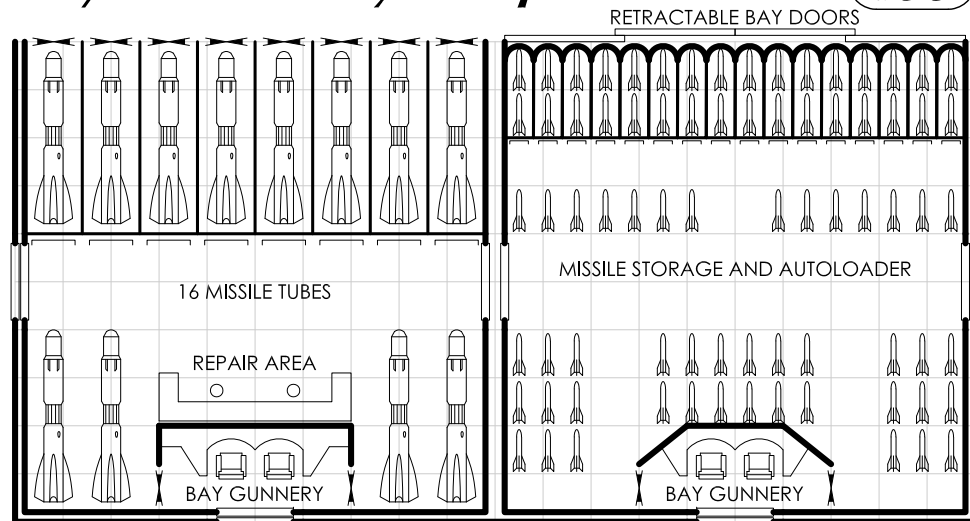 RETRACTABLE BAY DOORS
MISSILE STORAGE AND AUTOLOADER
16 MISSILE TUBES
REPAIR AREA
BAY GUNNERY
BAY GUNNERY